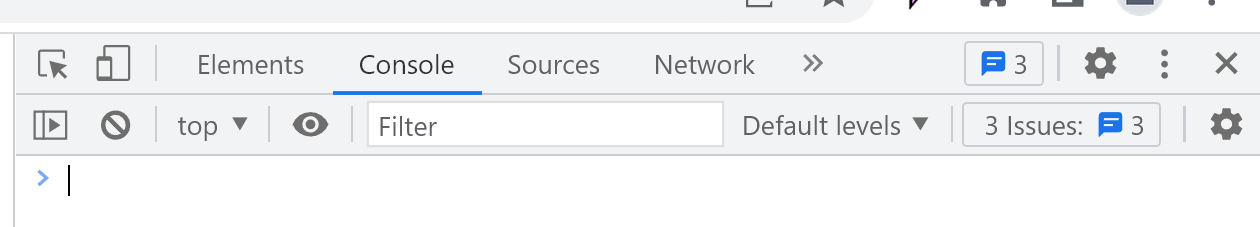 Elements Console Sources Network 3
top Filter Default levels 3 Issues: 3